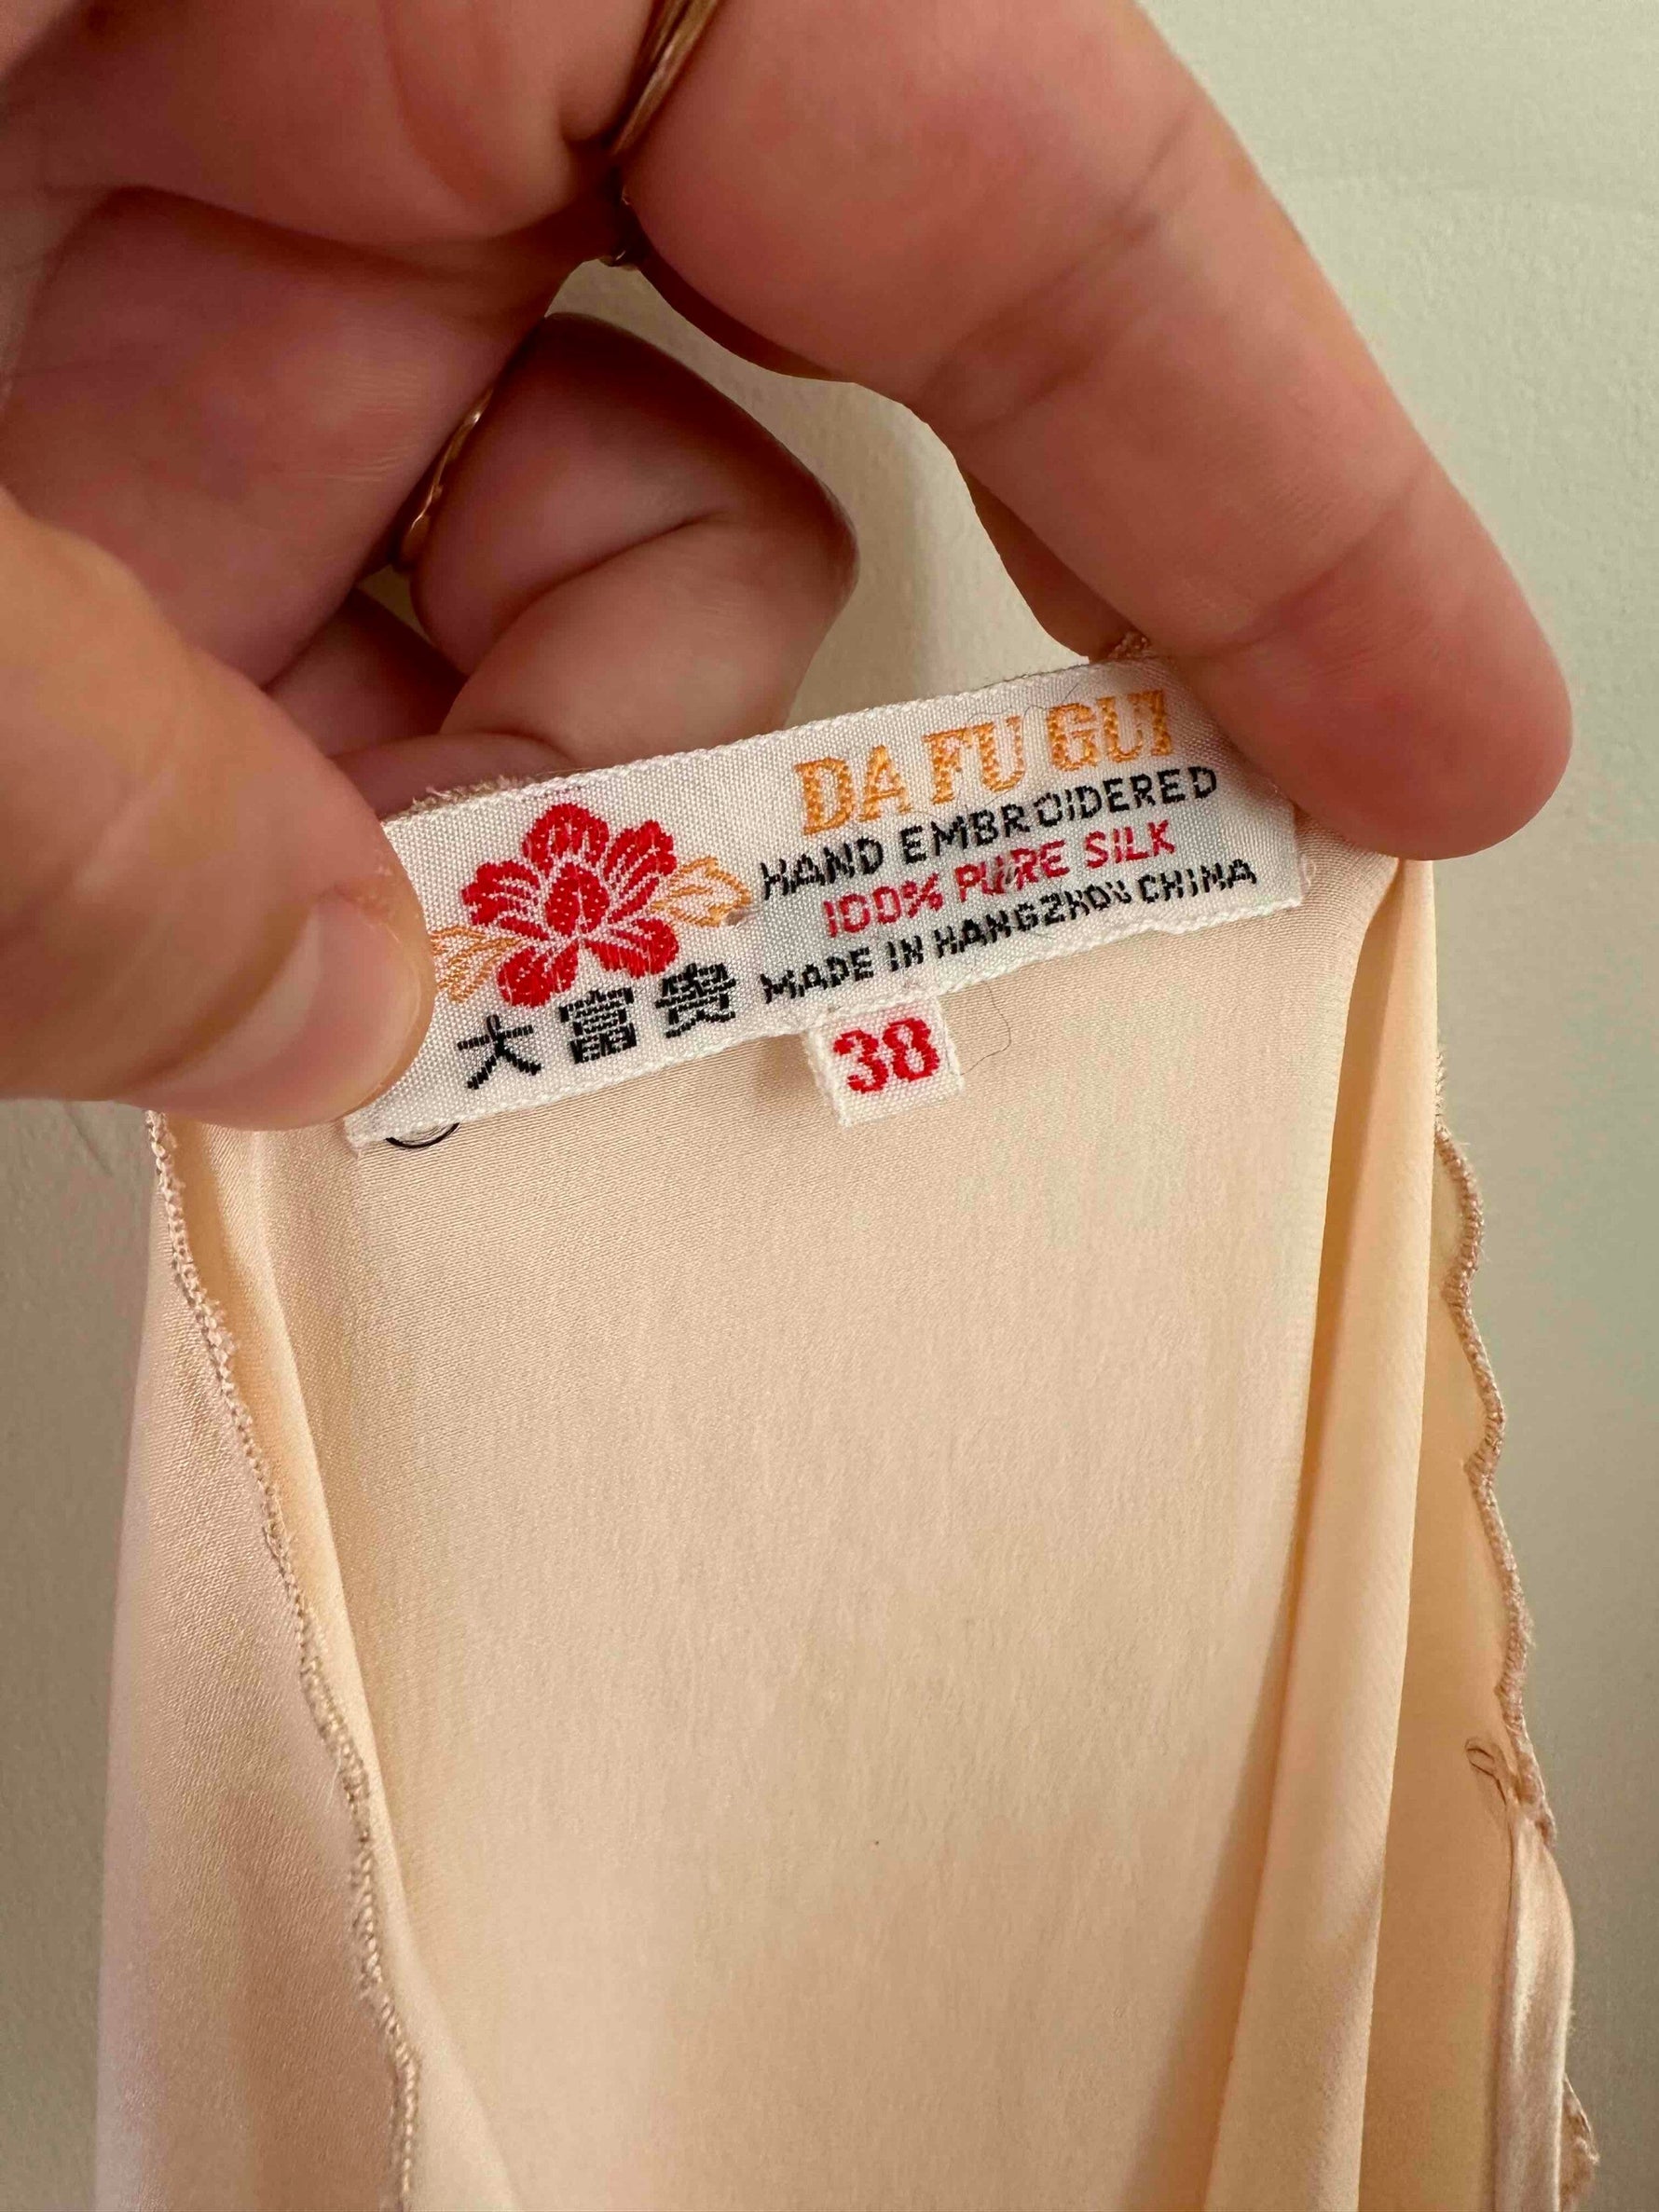 DA FU GUI
HAND EMBROIDERED
100% PURE SILK
MADE IN HANGZHOU CHINA
大富贵
38